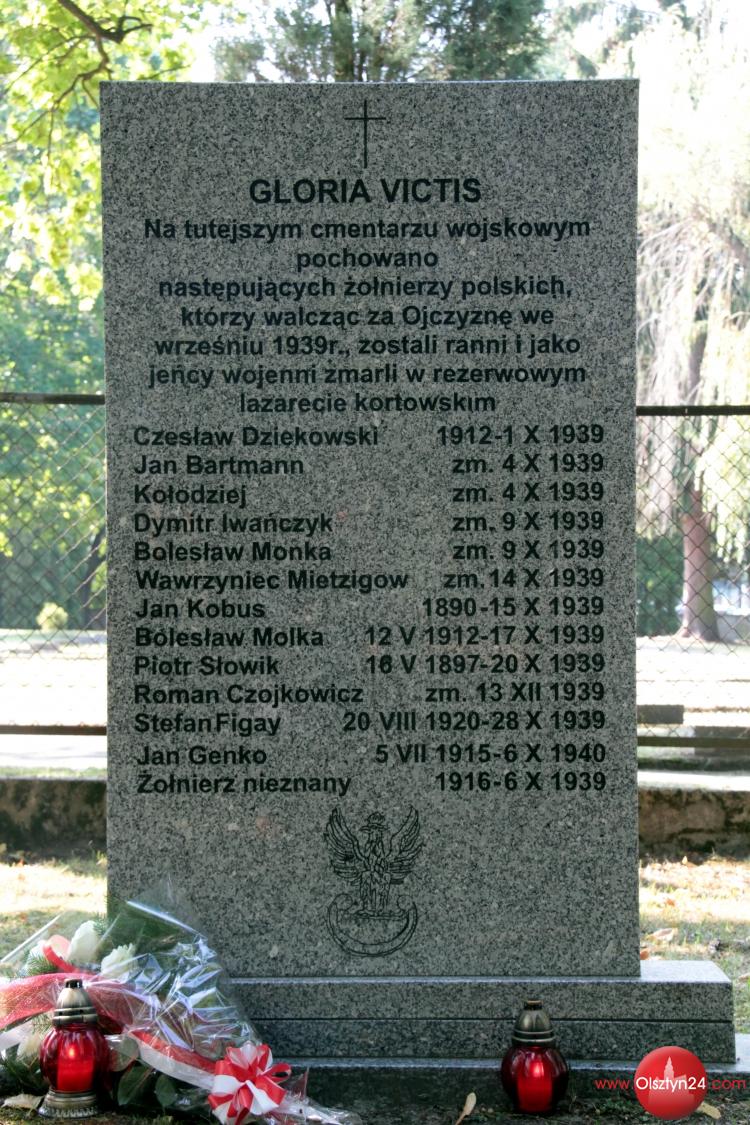 GLORIA VICTIS
Na tutejszym cmentarzu wojskowym
pochowano
następujących żołnierzy polskich,
którzy walcząc za Ojczyznę we
wrześniu 1939r., zostali ranni i jako
jeńcy wojenni zmarli w rezerwowym
lazarecie kortowskim
Czesław Dziękowski 1912-1 X 1939
Jan Bartmann zm. 4 X 1939
Kołodziej zm. 4 X 1939
Dymitr Iwańczyk zm. 9 X 1939
Bolesław Monka zm. 9 X 1939
Wawrzyniec Mietzigow zm. 14 X 1939
Jan Kobus 1890-15 X 1939
Bolesław Molka 12 V 1912-17 X 1939
Piotr Słowik 16 V 1897-20 X 1939
Roman Czojkowicz zm. 13 XII 1939
Stefan Figay 20 VIII 1920-28 X 1939
Jan Genko 5 VII 1915-6 X 1940
Żołnierz nieznany 1916-6 X 1939
www.Olsztyn24.com